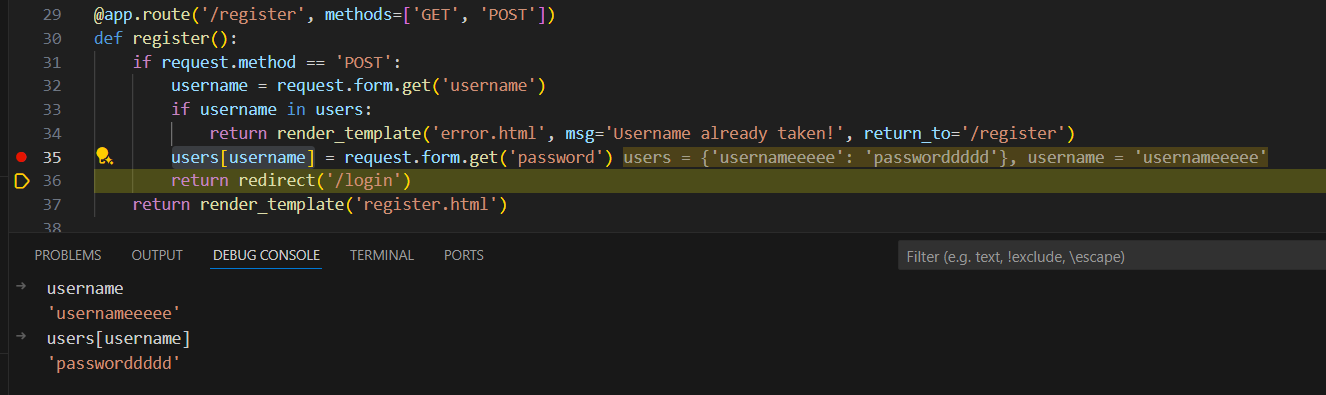 29 @app.route('/register', methods=['GET', 'POST'])
30 def register():
31     if request.method == 'POST':
32         username = request.form.get('username')
33         if username in users:
34             return render_template('error.html', msg='Username already taken!', return_to='/register')
35         users[username] = request.form.get('password') users = {'usernameeeee': 'passworddddd'}, username = 'usernameeeee'
36         return redirect('/login')
37     return render_template('register.html')
38
PROBLEMS OUTPUT DEBUG CONSOLE TERMINAL PORTS Filter (e.g. text, !exclude, \escape)
→ username
'usernameeeee'
→ users[username]
'passworddddd'